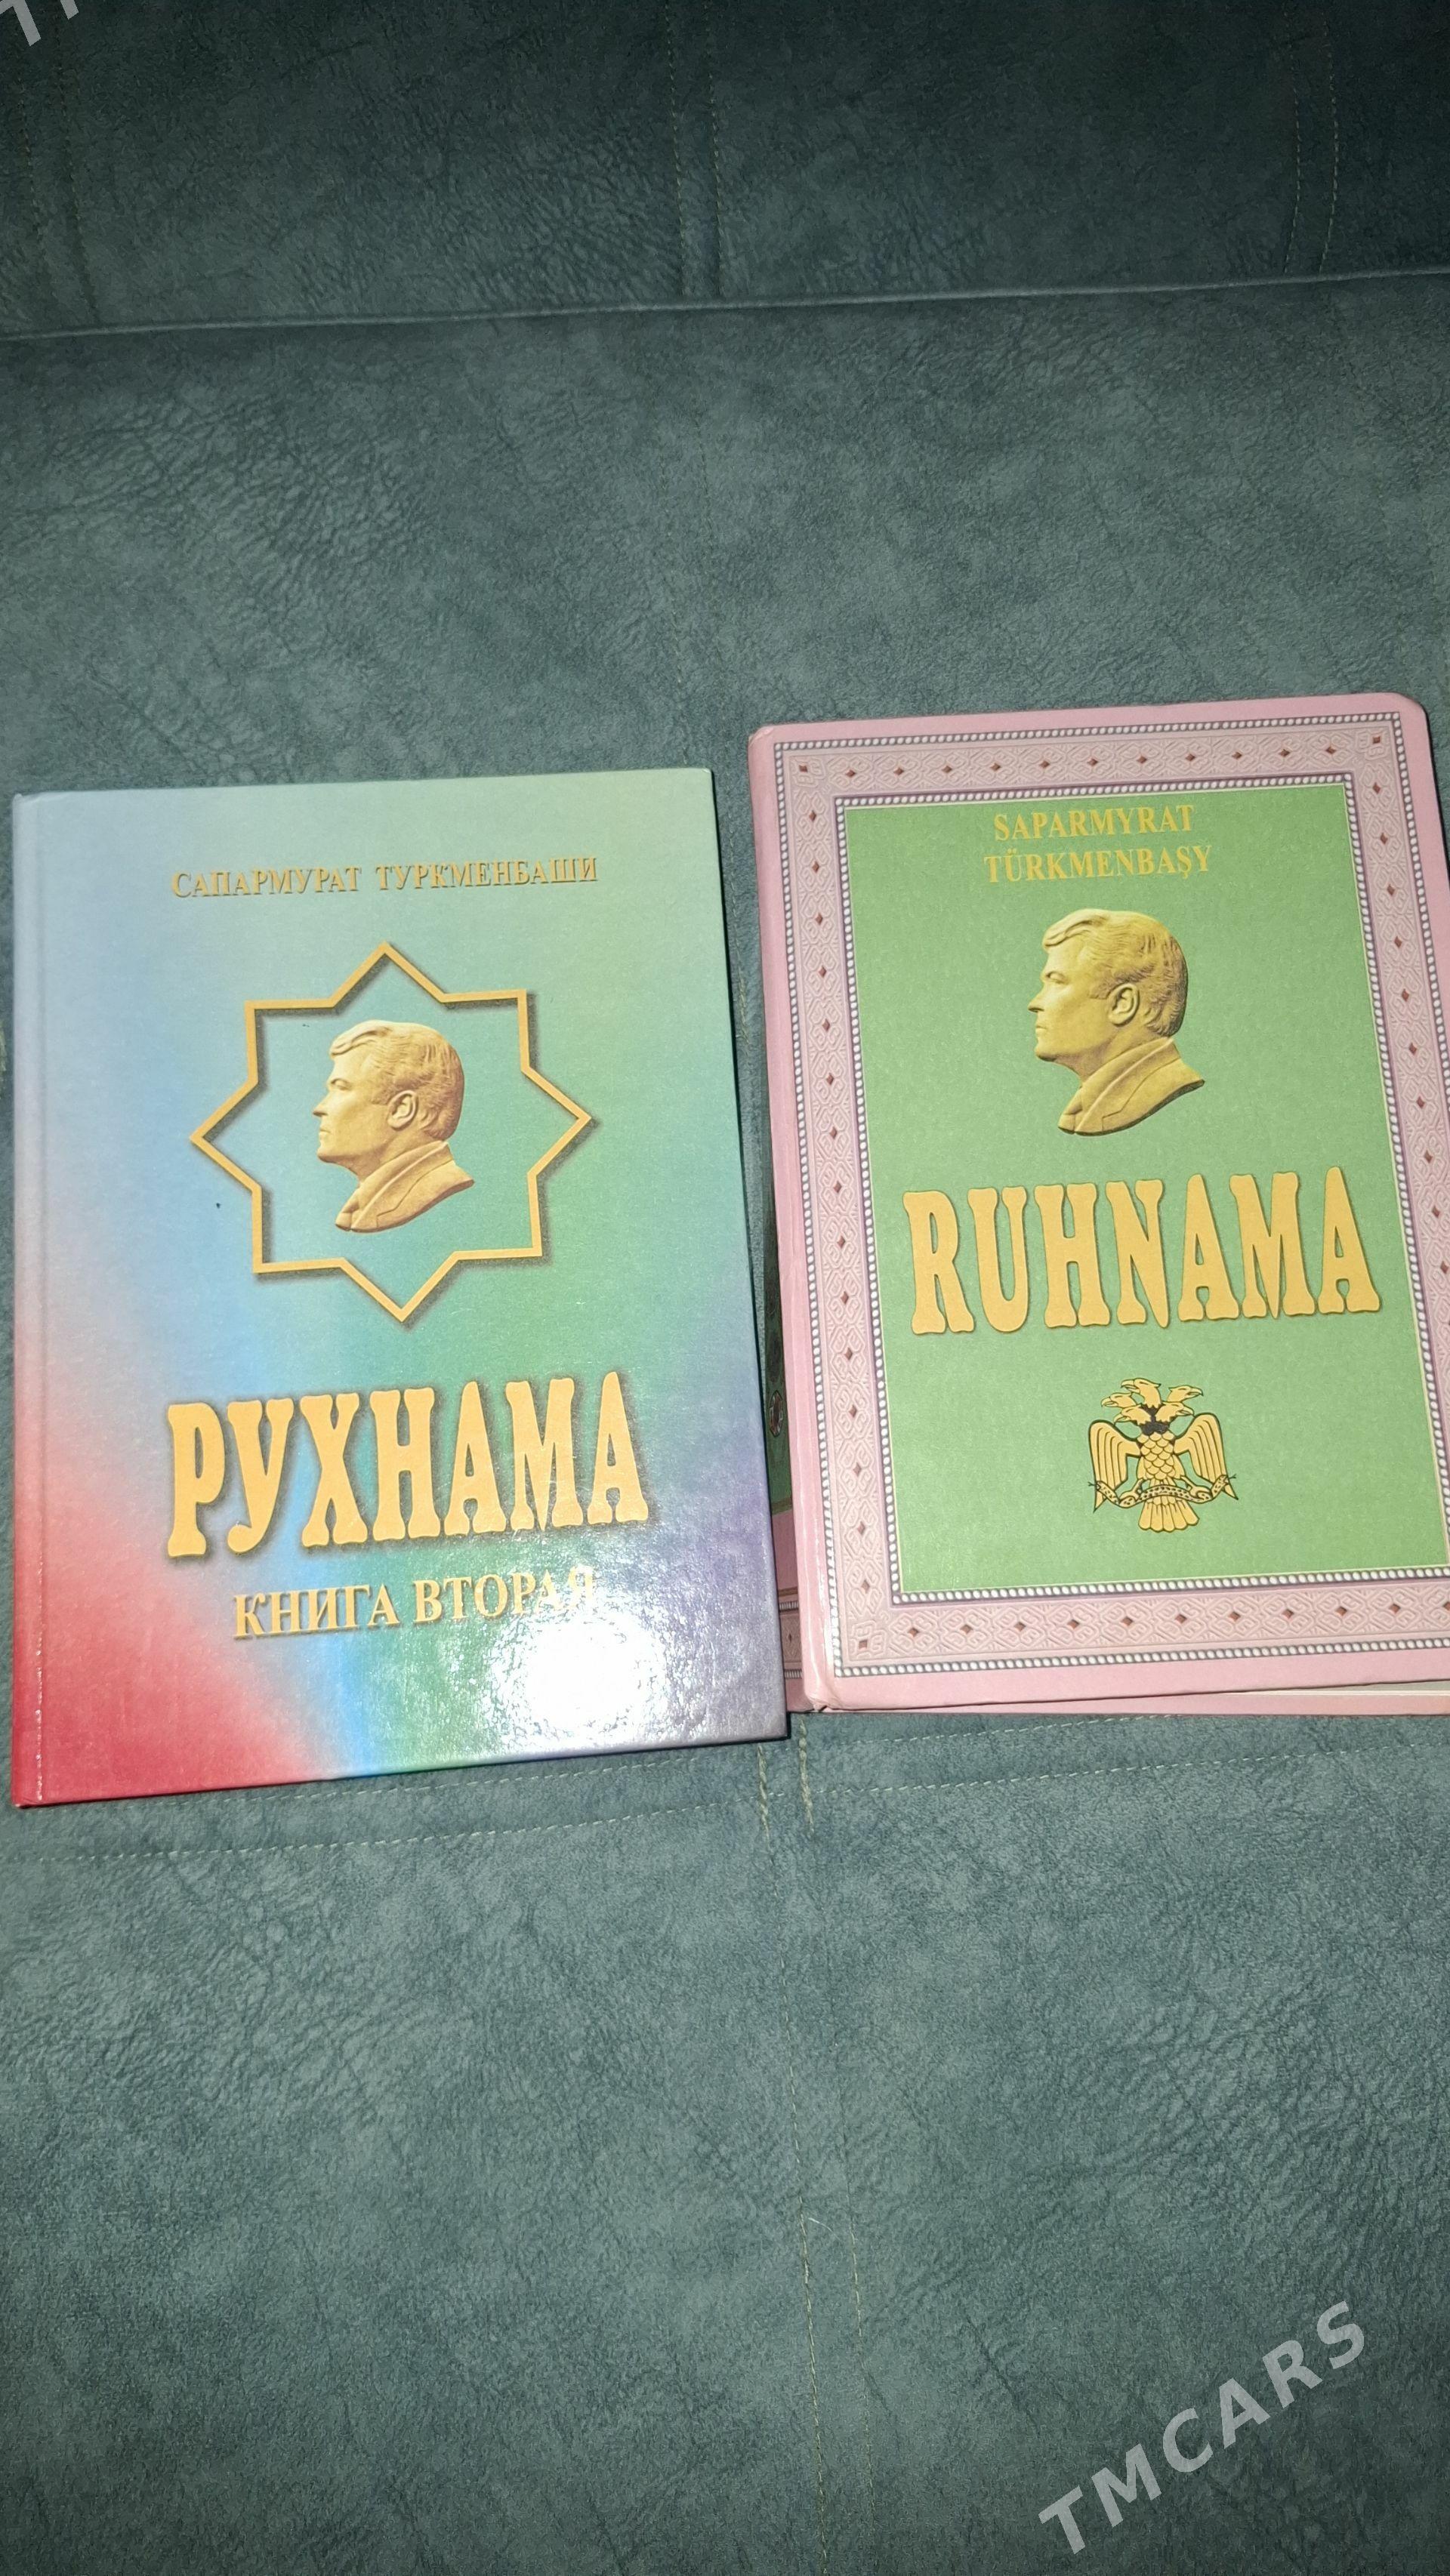 САПАРМУРАТ ТУРКМЕНБАШИ
РУХНАМА
КНИГА ВТОРАЯ
SAPARMYRAT
TÜRKMENBAŞY
RUHNAMA
TMCARS